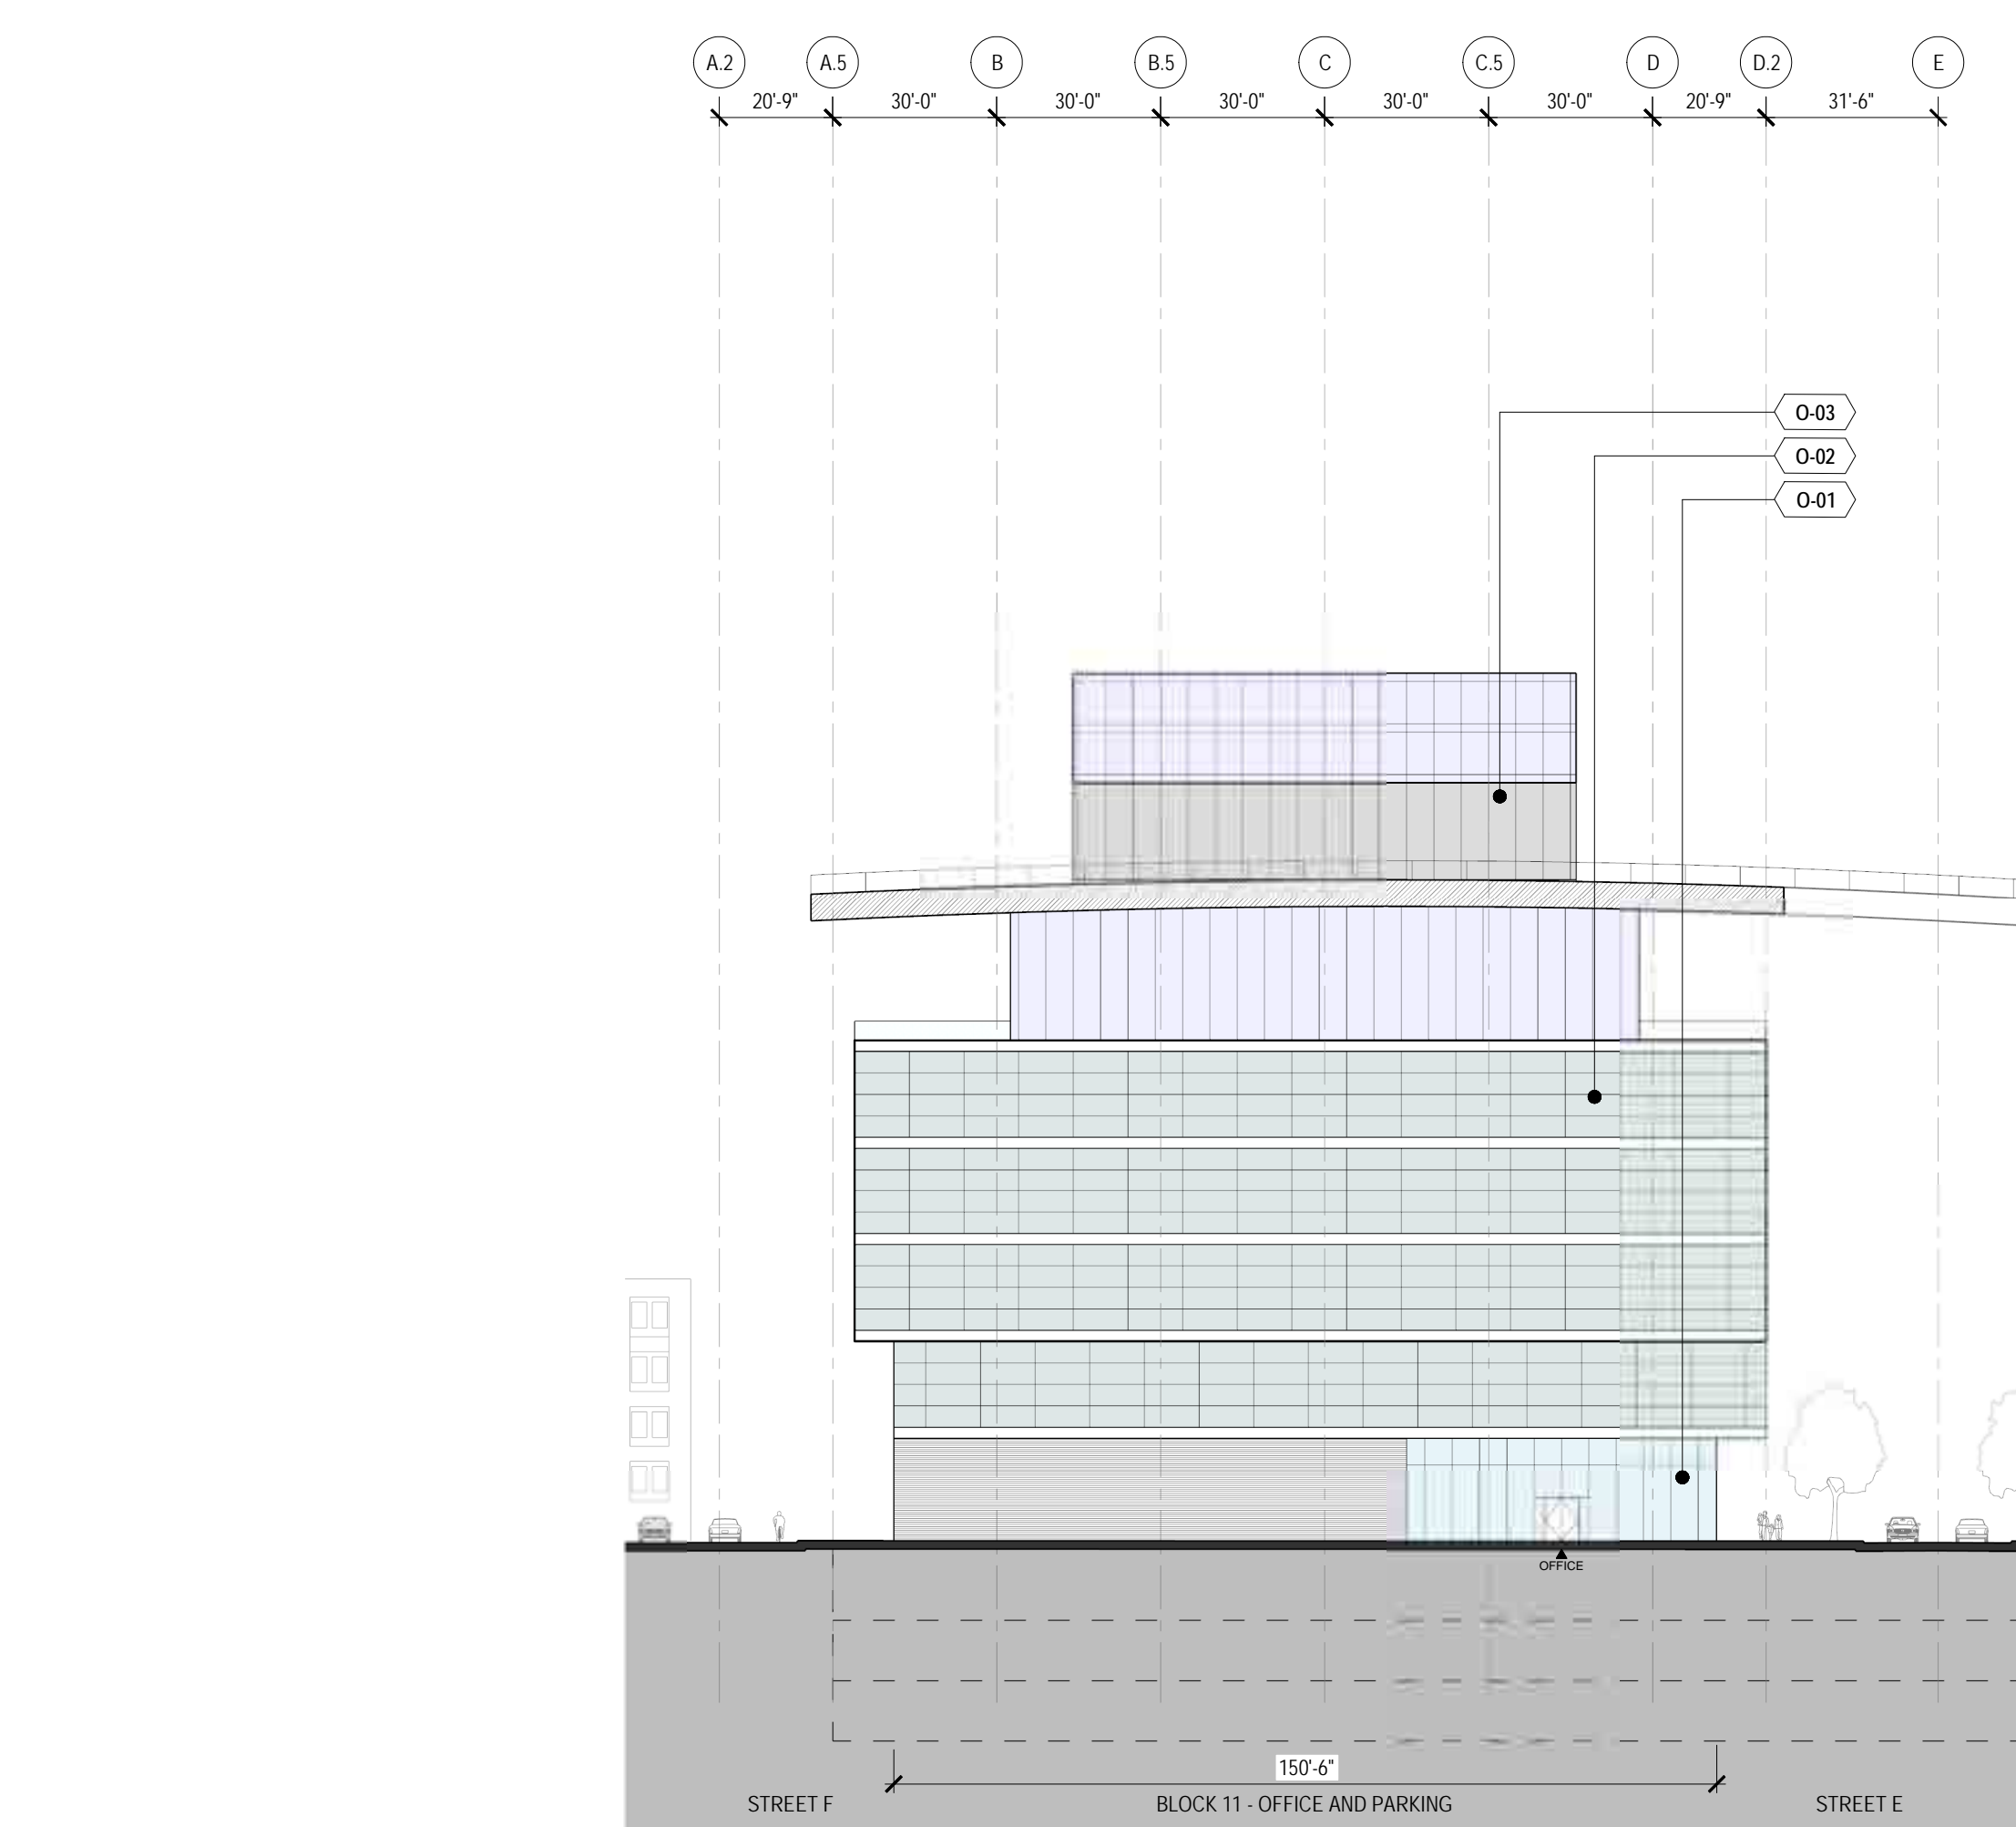 A.2 A.5 B B.5 C C.5 D D.2 E
20'-9" 30'-0" 30'-0" 30'-0" 30'-0" 30'-0" 20'-9" 31'-6"
O-03
O-02
O-01
OFFICE
150'-6"
STREET F BLOCK 11 - OFFICE AND PARKING STREET E